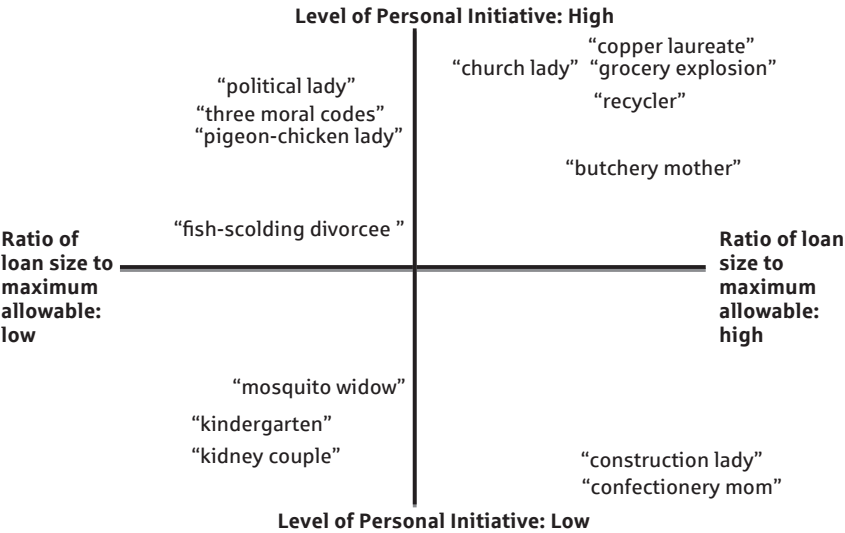 Level of Personal Initiative: High
“copper laureate”
“church lady” “grocery explosion”
“political lady”
“recycler”
“three moral codes”
“pigeon-chicken lady”
“butchery mother”
“fish-scolding divorcee ”
Ratio of
loan size to
maximum
allowable:
low
Ratio of loan
size to
maximum
allowable:
high
“mosquito widow”
“kindergarten”
“kidney couple”
“construction lady”
“confectionery mom”
Level of Personal Initiative: Low